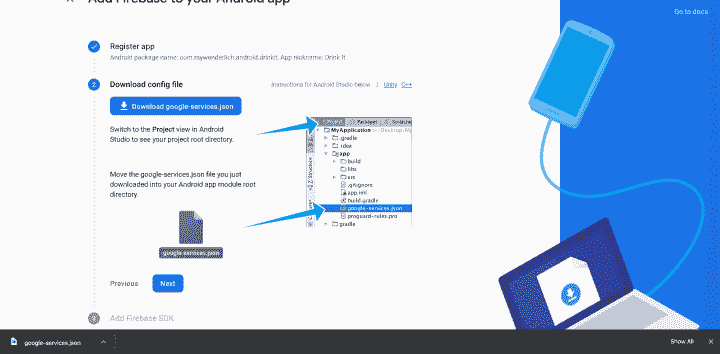 Add Firebase to your Android app
Go to docs
Register app
Android package name: com.raywenderlich.android.drinkit, App nickname: Drink It
2
Download config file
Instructions for Android Studio below | Unity C++
Download google-services.json
Switch to the Project view in Android
Studio to see your project root directory.
MyApplication
.gradle
.idea
app
build
libs
src
.gitignore
app.iml
build.gradle
google-services.json
proguard-rules.pro
gradle
Structure
Move the google-services.json file you just
downloaded into your Android app module root
directory.
google-services.json
Previous
Next
3
Add Firebase SDK
google-services.json
Show All